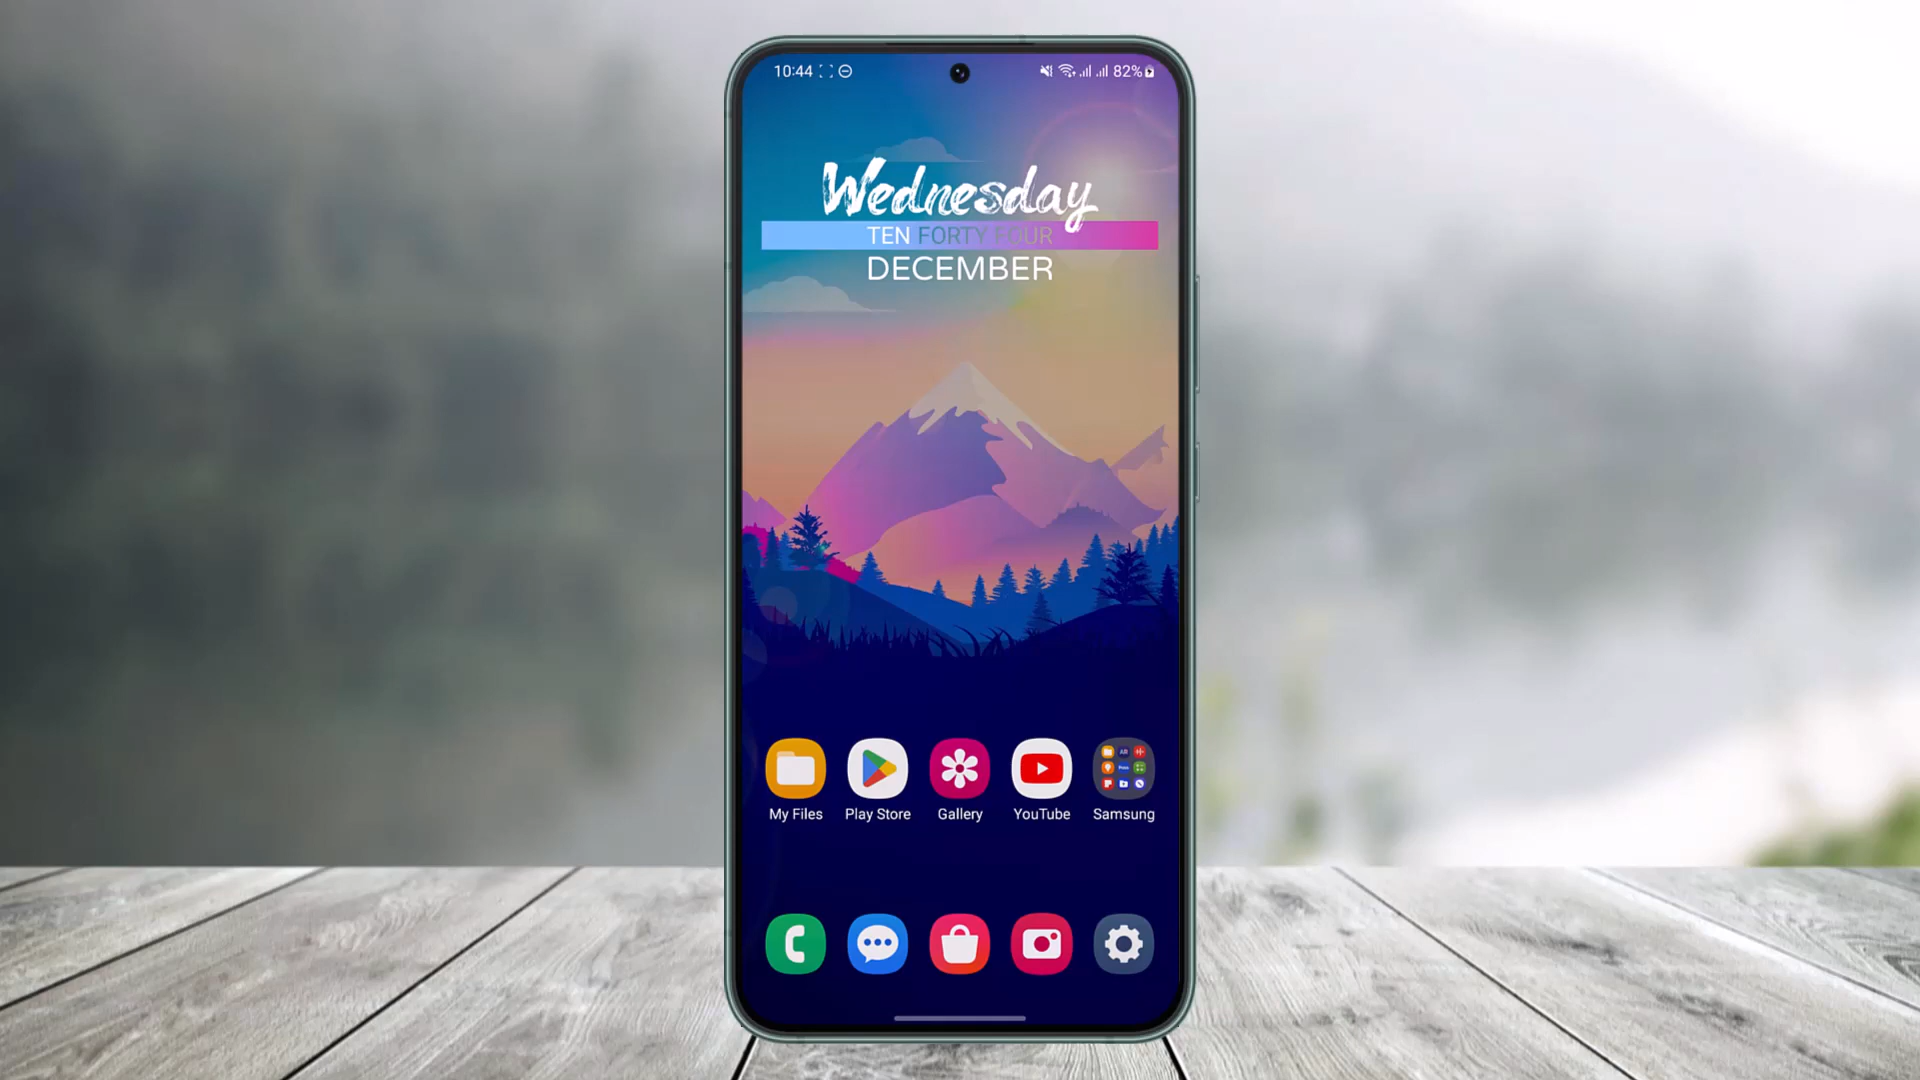 10:44 82%
Wednesday
TEN FORTY FOUR
DECEMBER
My Files Play Store Gallery YouTube Samsung